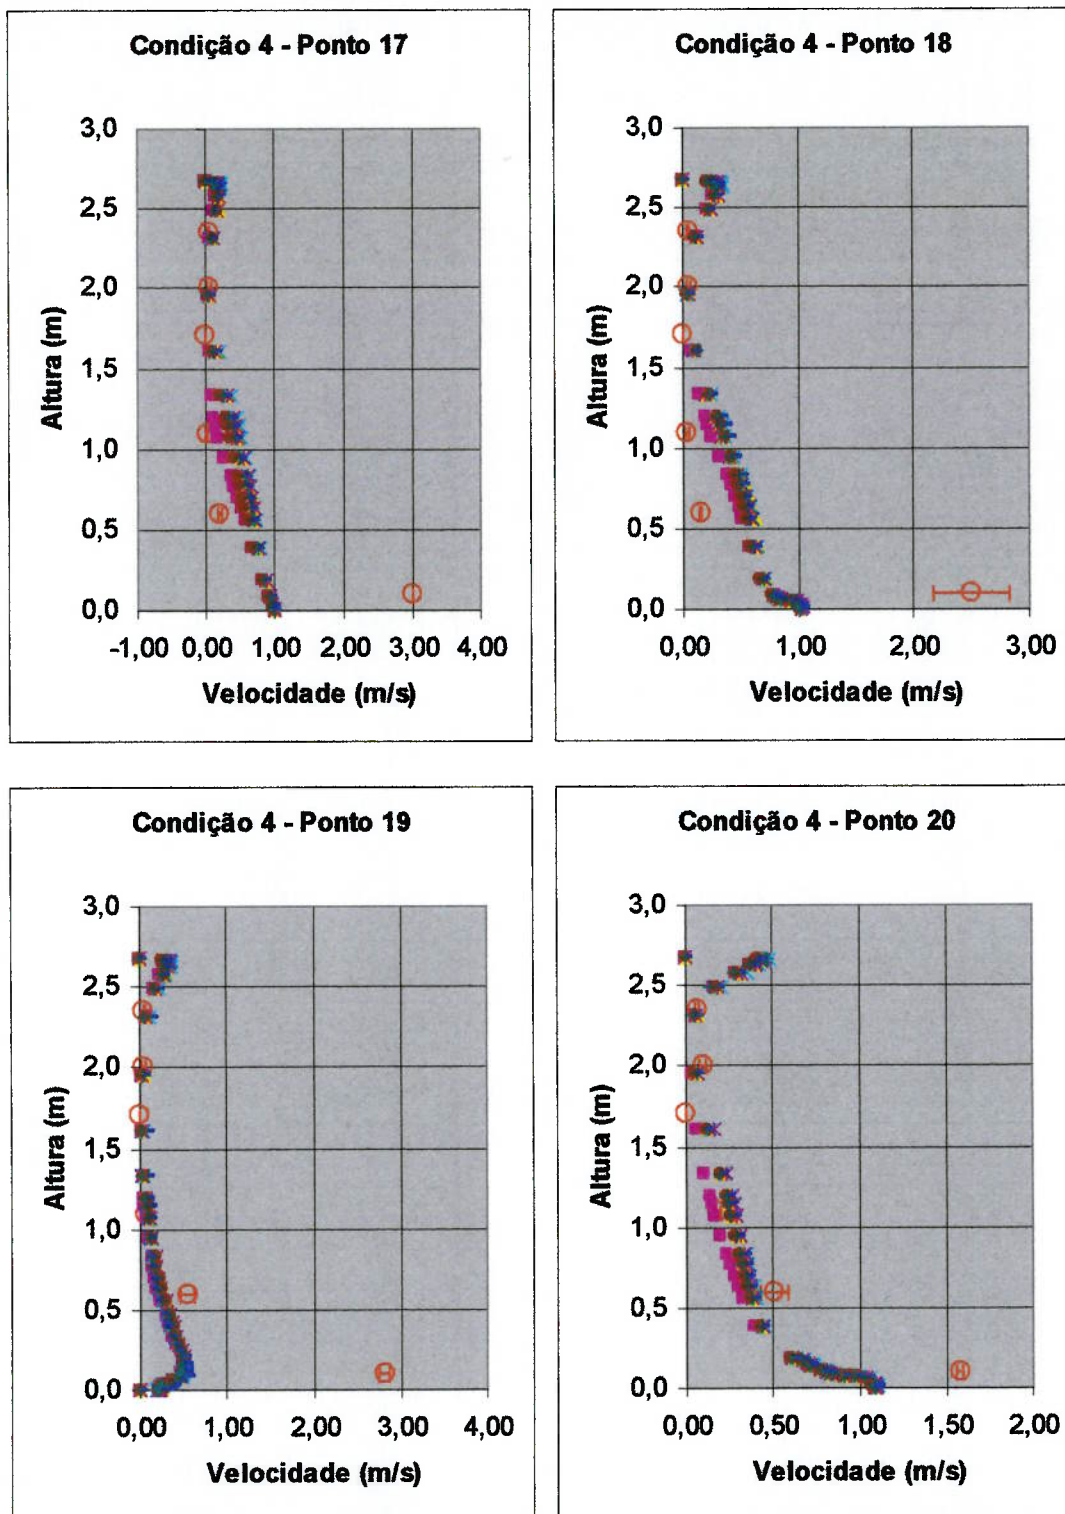 Condição 4 - Ponto 17
3,0
2,5
2,0
1,5
1,0
0,5
0,0
Altura (m)
-1,00 0,00 1,00 2,00 3,00 4,00
Velocidade (m/s)
Condição 4 - Ponto 18
3,0
2,5
2,0
1,5
1,0
0,5
0,0
Altura (m)
0,00 1,00 2,00 3,00
Velocidade (m/s)
Condição 4 - Ponto 19
3,0
2,5
2,0
1,5
1,0
0,5
0,0
Altura (m)
0,00 1,00 2,00 3,00 4,00
Velocidade (m/s)
Condição 4 - Ponto 20
3,0
2,5
2,0
1,5
1,0
0,5
0,0
Altura (m)
0,00 0,50 1,00 1,50 2,00
Velocidade (m/s)